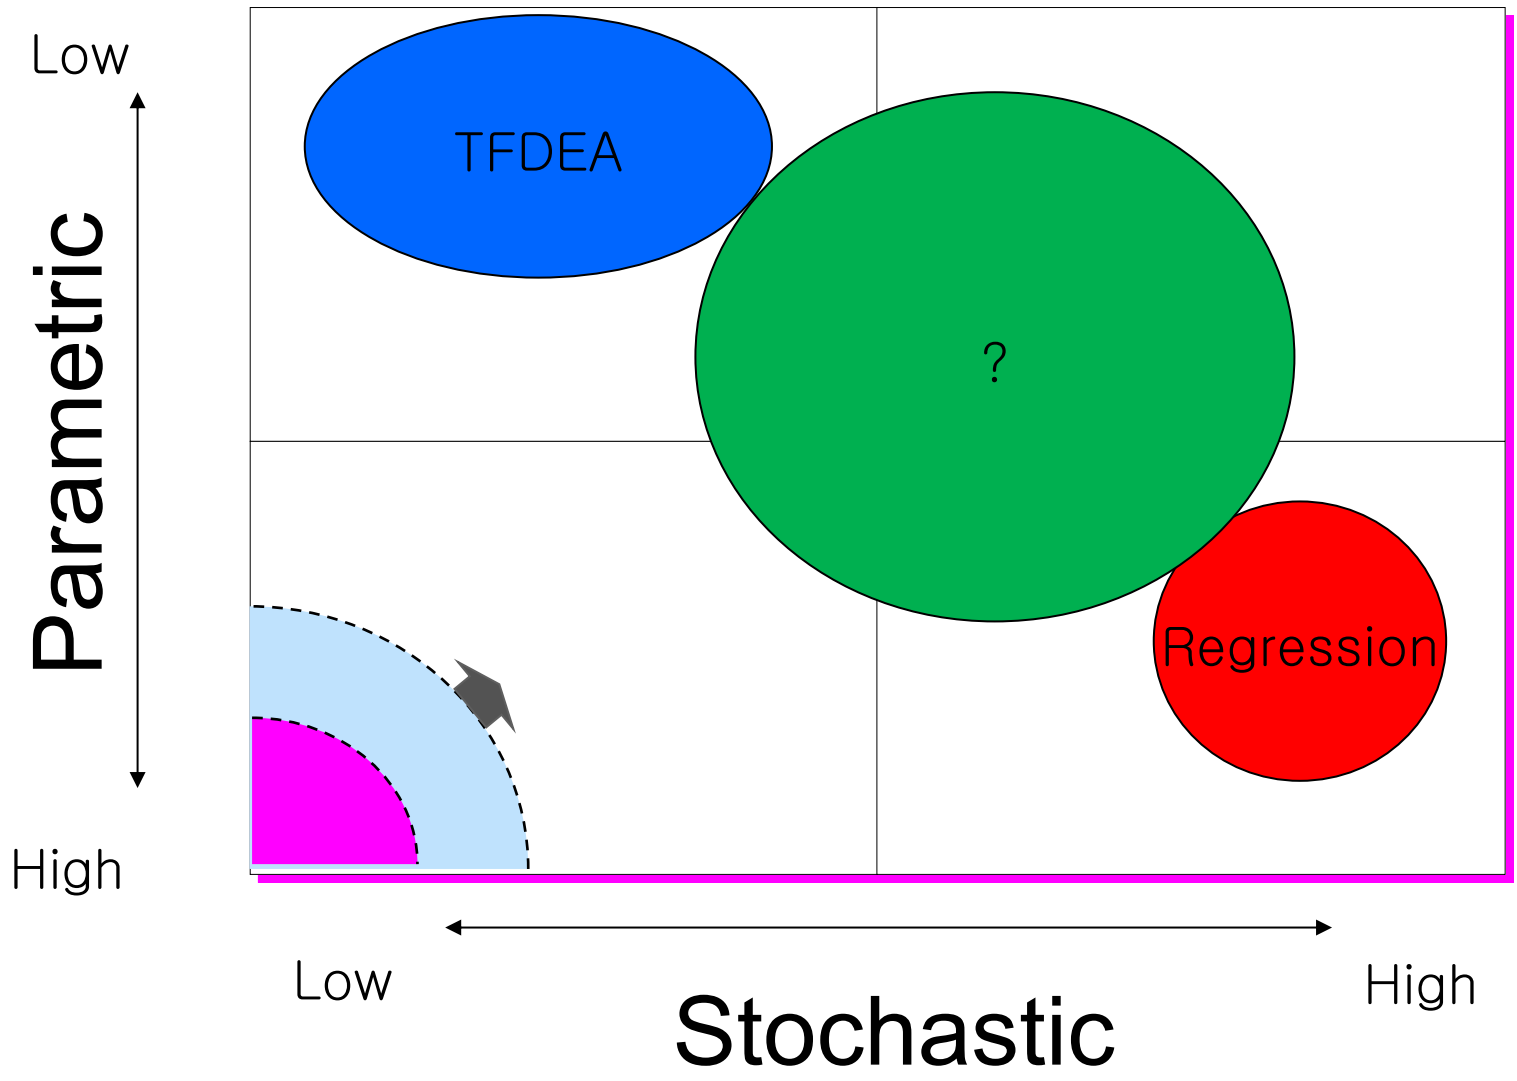 Low
TFDEA
Parametric
?
Regression
High
Low
High
Stochastic